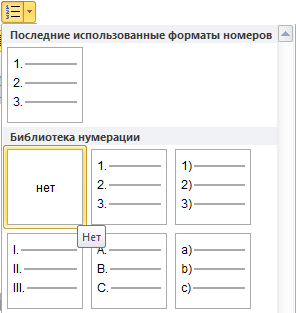 Последние использованные форматы номеров
1.
2.
3.
Библиотека нумерации
нет
1.
2.
3.
1)
2)
3)
Нет
I.
II.
III.
A.
B.
C.
a)
b)
c)